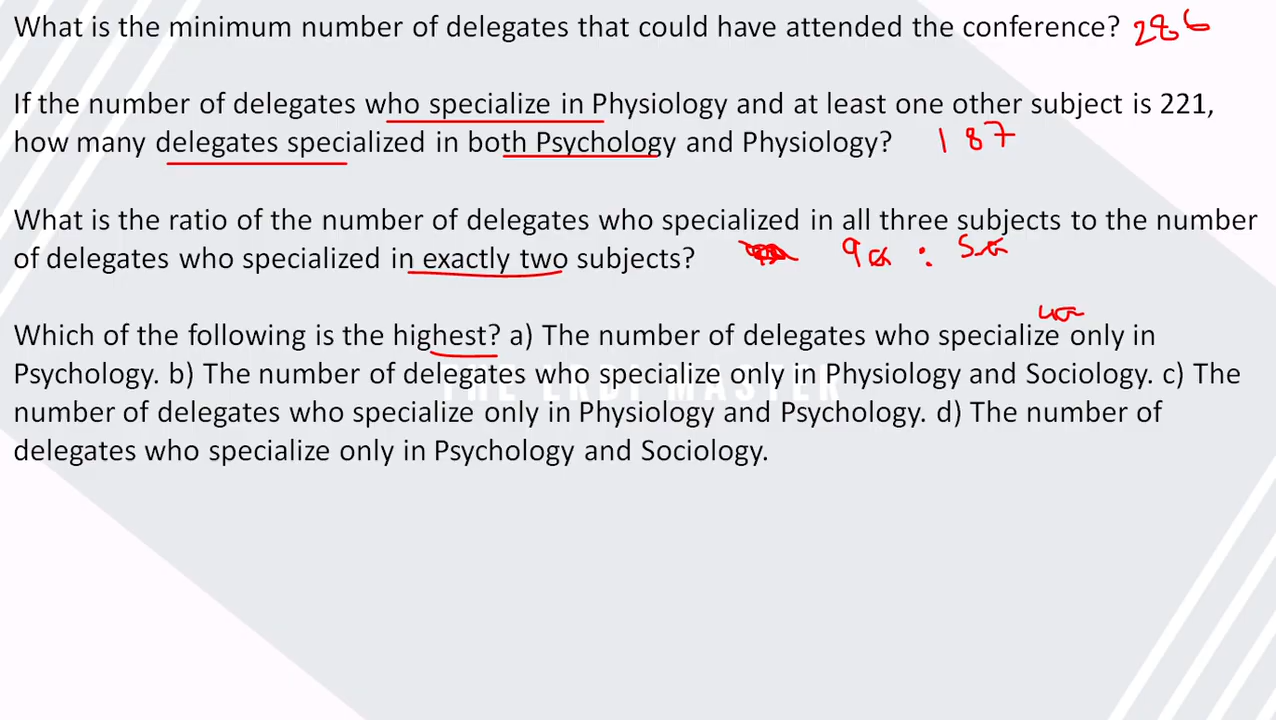 What is the minimum number of delegates that could have attended the conference? 286
If the number of delegates who specialize in Physiology and at least one other subject is 221,
how many delegates specialized in both Psychology and Physiology? 187
What is the ratio of the number of delegates who specialized in all three subjects to the number
of delegates who specialized in exactly two subjects? 9a : 5a
4a
Which of the following is the highest? a) The number of delegates who specialize only in
Psychology. b) The number of delegates who specialize only in Physiology and Sociology. c) The
THE LRDI MASTER
number of delegates who specialize only in Physiology and Psychology. d) The number of
delegates who specialize only in Psychology and Sociology.